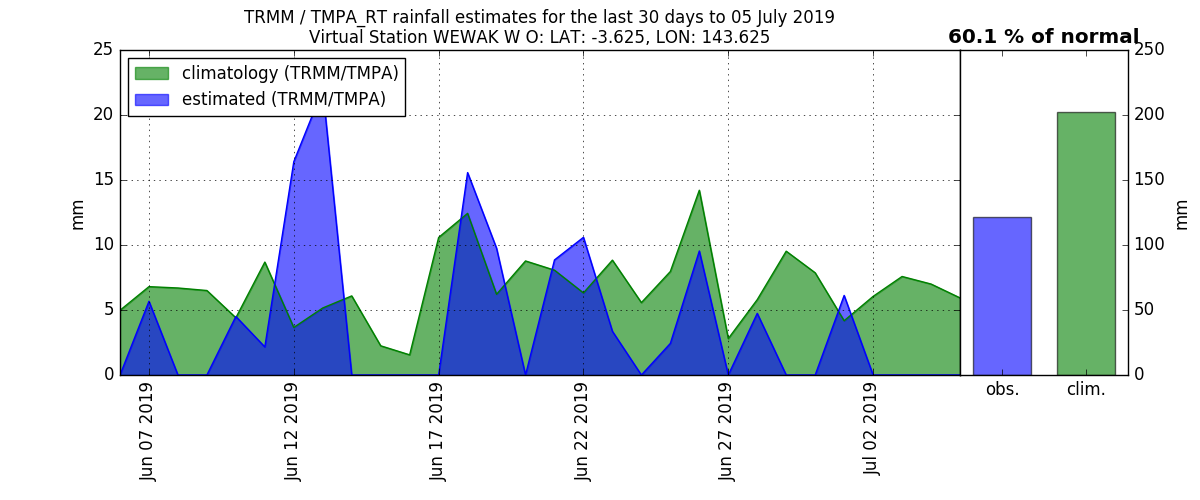 TRMM / TMPA_RT rainfall estimates for the last 30 days to 05 July 2019
Virtual Station WEWAK W O: LAT: -3.625, LON: 143.625
60.1 % of normal
climatology (TRMM/TMPA)
estimated (TRMM/TMPA)
25
20
15
10
5
0
mm
250
200
150
100
50
0
mm
Jun 07 2019
Jun 12 2019
Jun 17 2019
Jun 22 2019
Jun 27 2019
Jul 02 2019
obs.
clim.